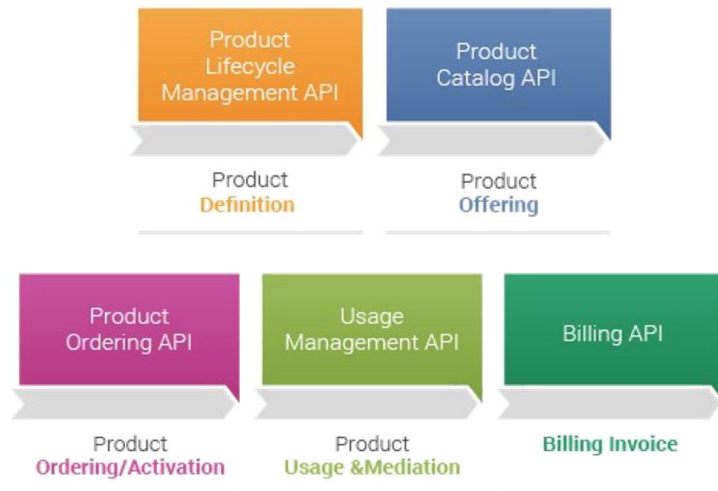 Product
Lifecycle
Management API
Product
Catalog API
Product
Definition
Product
Offering
Product
Ordering API
Usage
Management API
Billing API
Product
Ordering/Activation
Product
Usage &Mediation
Billing Invoice